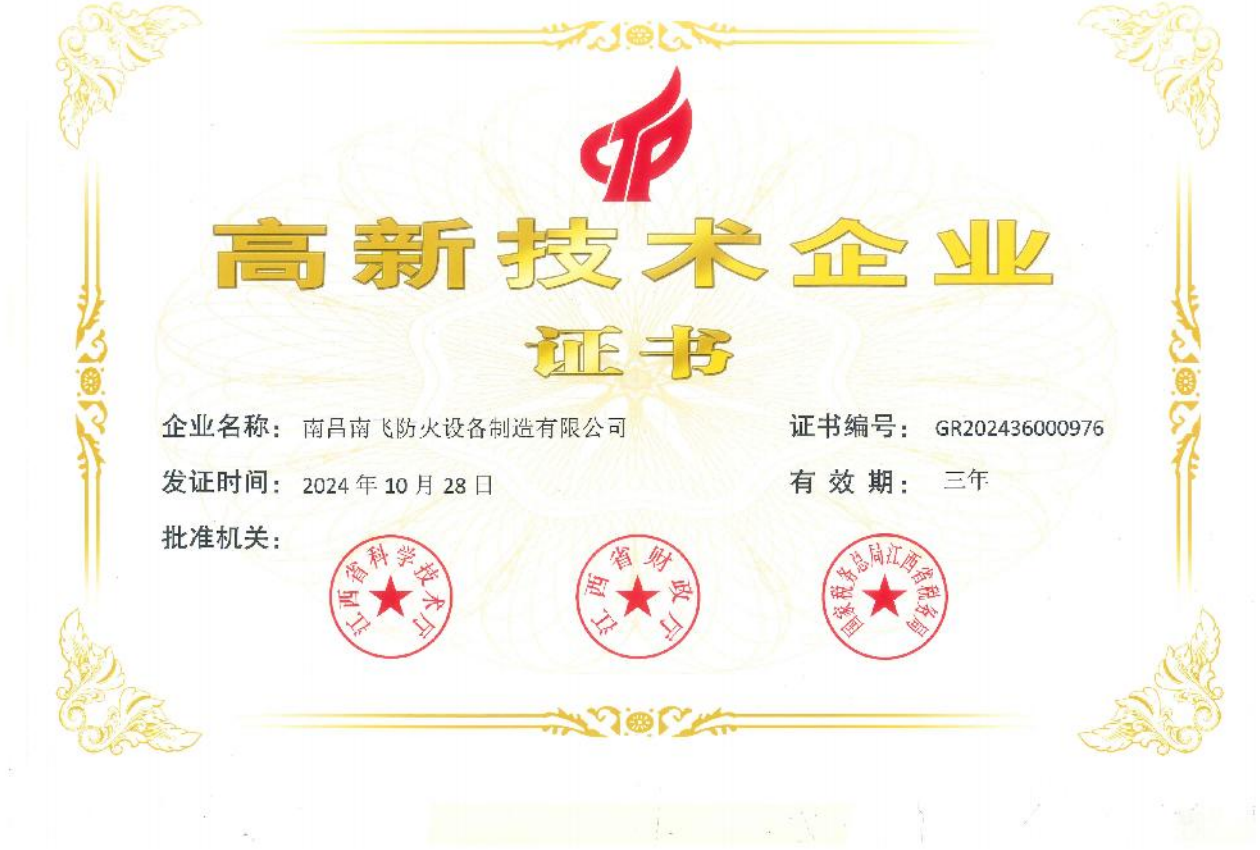 高新技术企业
证书
企业名称: 南昌南飞防火设备制造有限公司 证书编号: GR202436000976
发证时间: 2024年10月28日 有效期: 三年
批准机关:
江西省科学技术厅
江西省财政厅
国家税务总局江西省税务局